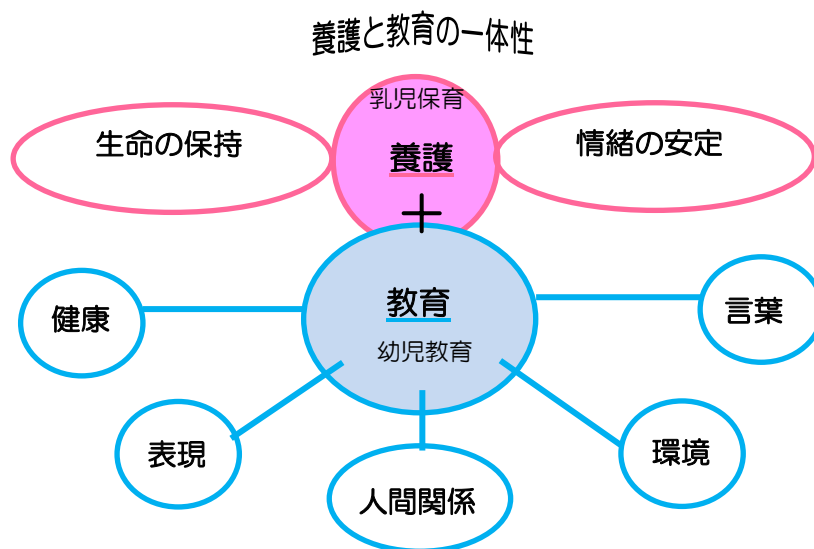 養護と教育の一体性
乳児保育
生命の保持
養護
情緒の安定
＋
教育
幼児教育
健康
言葉
表現
人間関係
環境